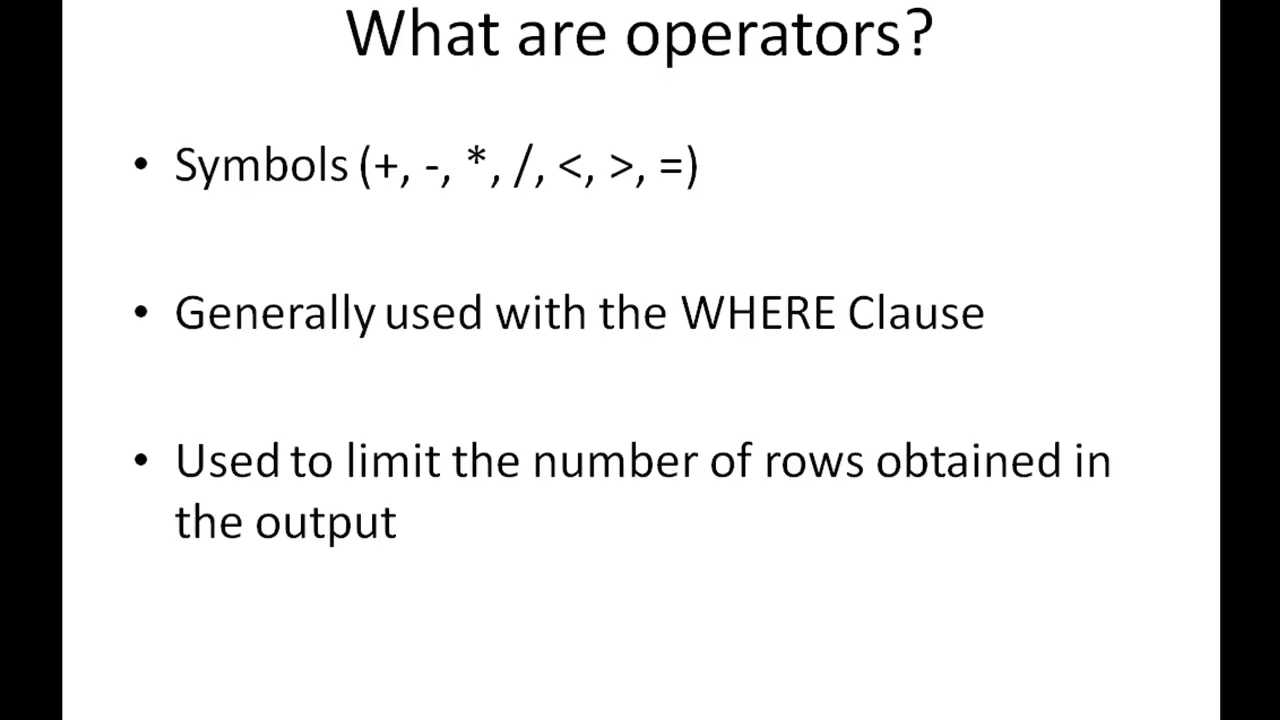 What are operators?
• Symbols (+, -, *, /, <, >, =)
• Generally used with the WHERE Clause
• Used to limit the number of rows obtained in
the output